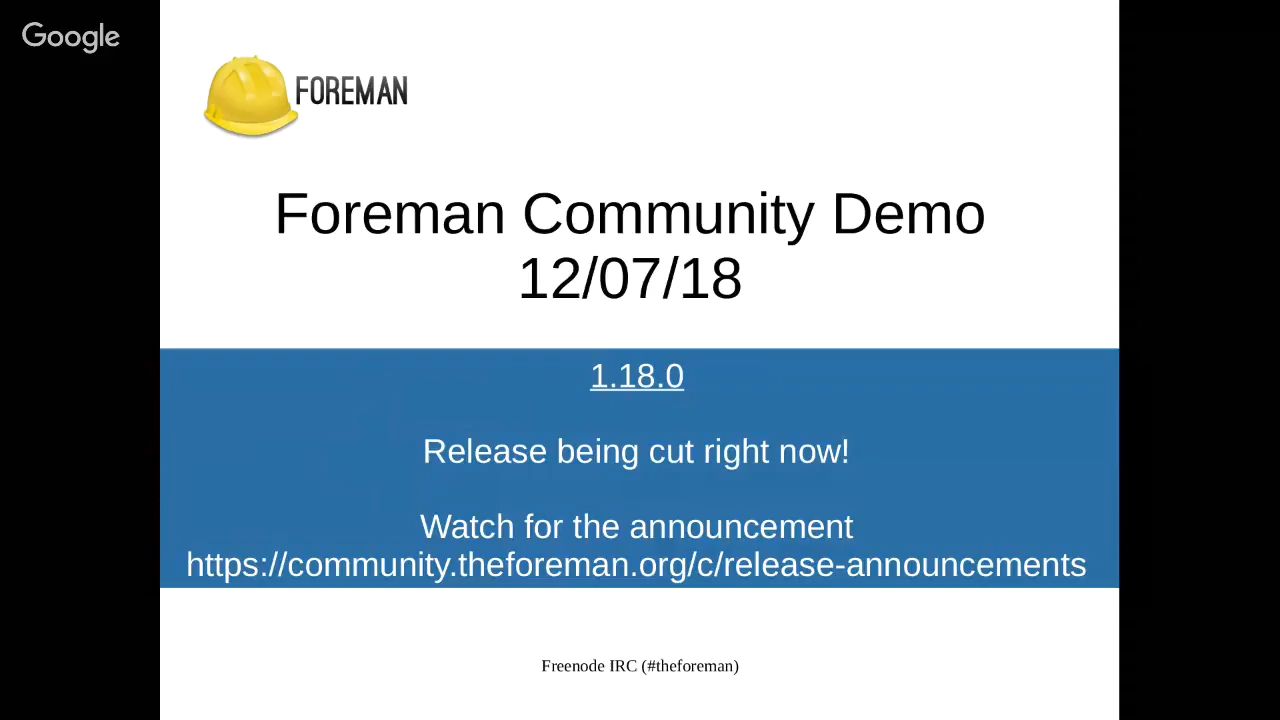 Google
FOREMAN
Foreman Community Demo
12/07/18
1.18.0
Release being cut right now!
Watch for the announcement
https://community.theforeman.org/c/release-announcements
Freenode IRC (#theforeman)